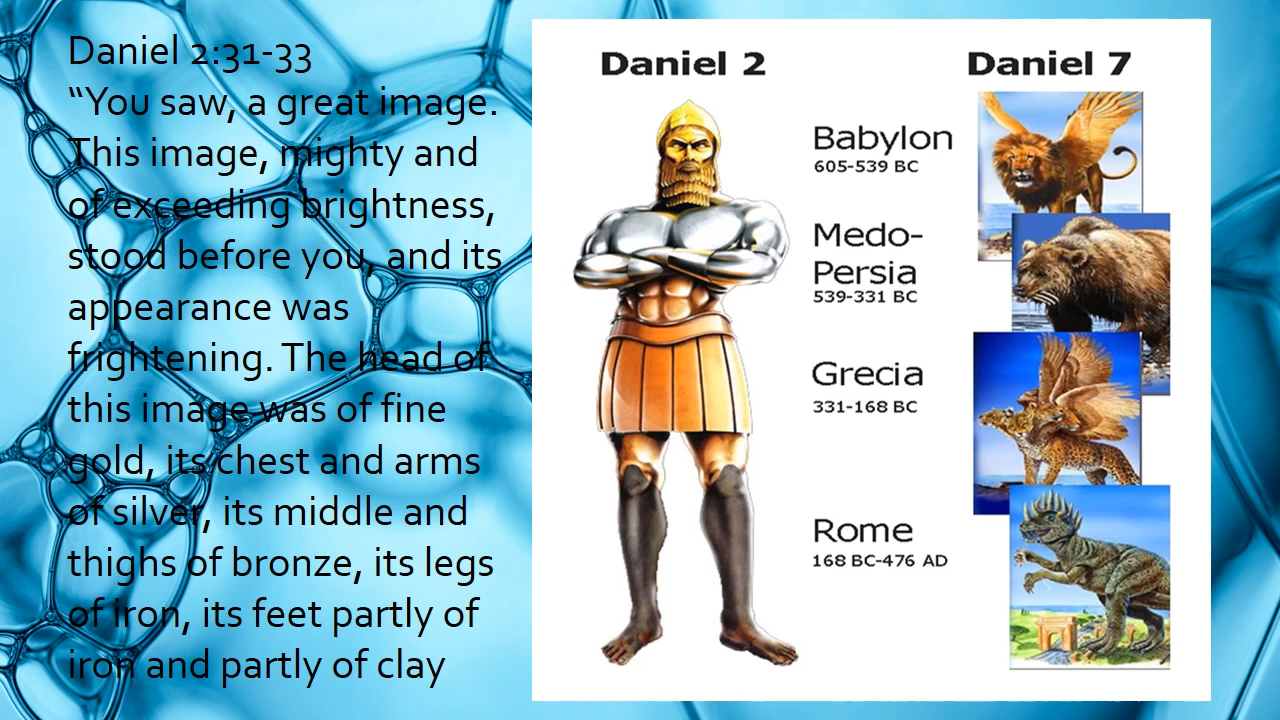 Daniel 2:31-33
“You saw, a great image.
This image, mighty and
of exceeding brightness,
stood before you, and its
appearance was
frightening. The head of
this image was of fine
gold, its chest and arms
of silver, its middle and
thighs of bronze, its legs
of iron, its feet partly of
iron and partly of clay
Daniel 2
Daniel 7
Babylon
605-539 BC
Medo-
Persia
539-331 BC
Grecia
331-168 BC
Rome
168 BC-476 AD